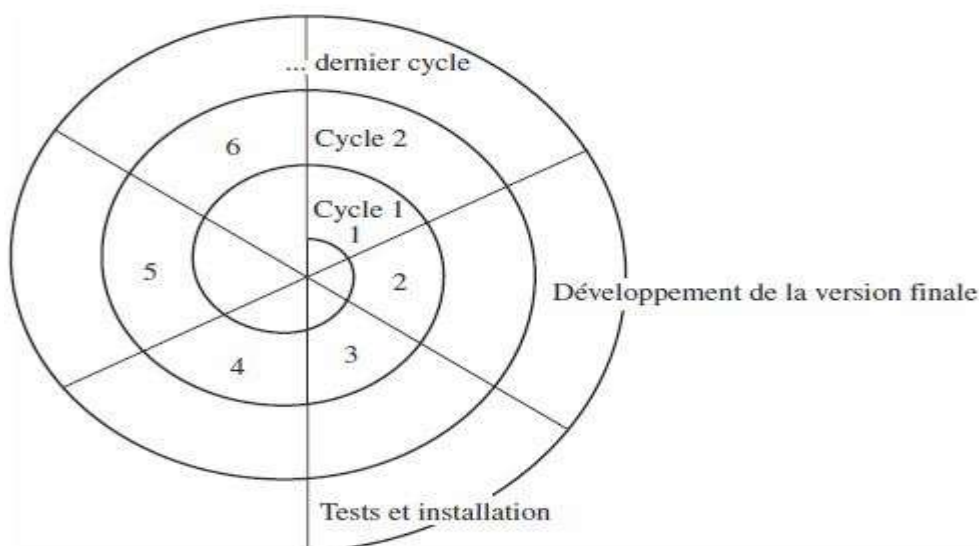 ... dernier cycle
6
Cycle 2
Cycle 1
1
5
2
Développement de la version finale
4
3
Tests et installation